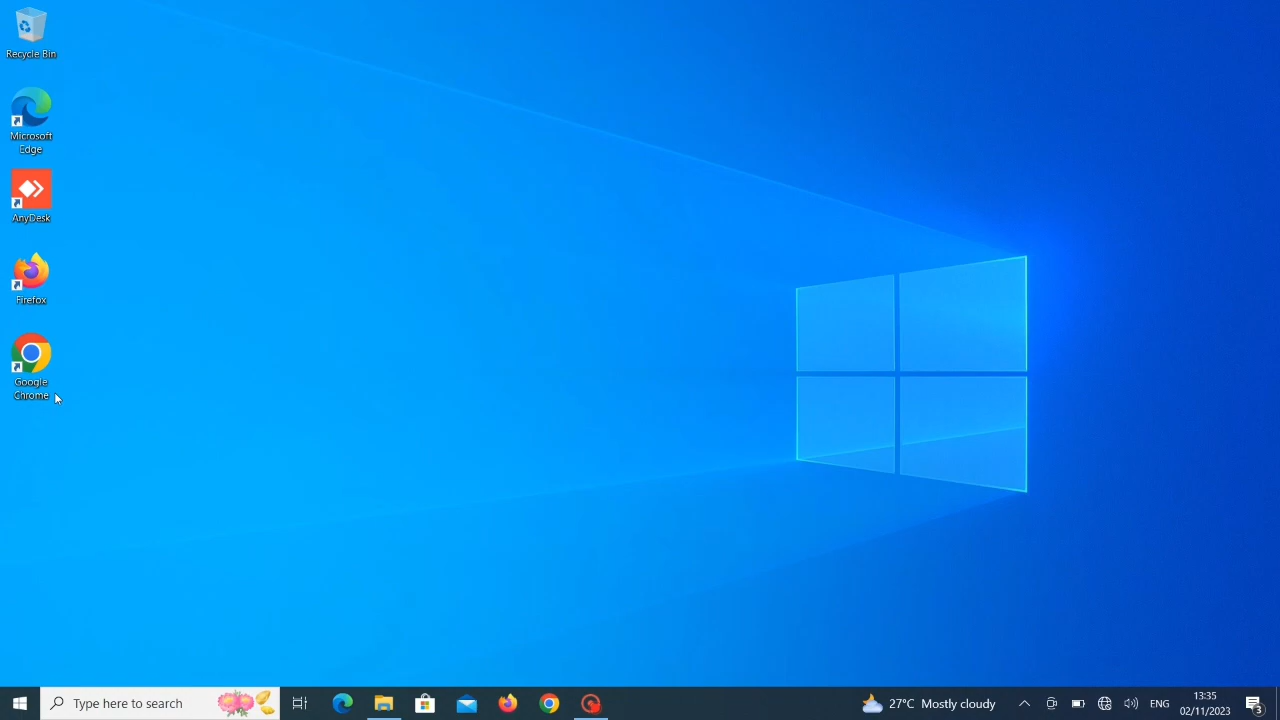 Recycle Bin
Microsoft
Edge
AnyDesk
Firefox
Google
Chrome
Type here to search
27°C Mostly cloudy
ENG
13:35
02/11/2023
3